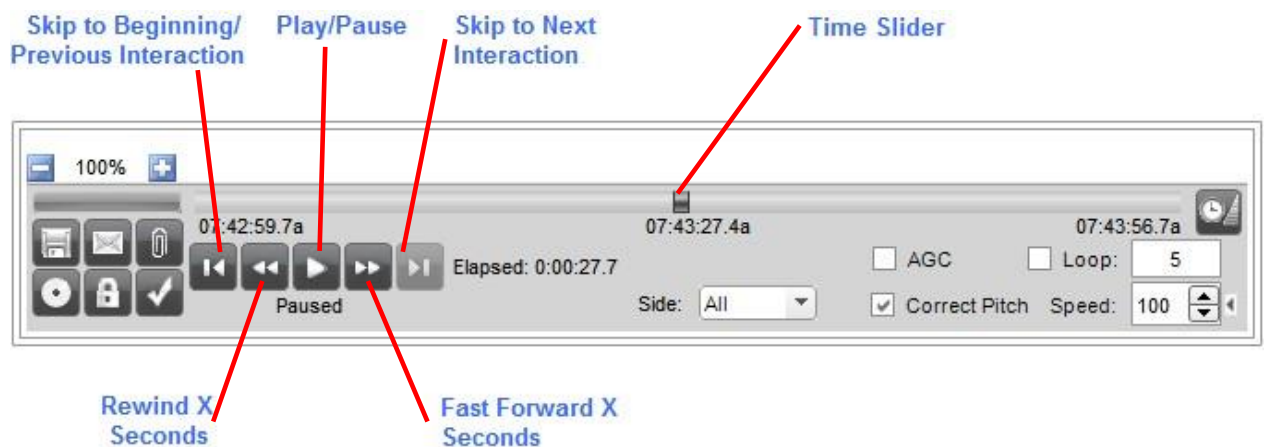 Skip to Beginning/
Previous Interaction
Play/Pause
Skip to Next
Interaction
Time Slider
100%
07:42:59.7a
07:43:27.4a
07:43:56.7a
Elapsed: 0:00:27.7
AGC
Loop: 5
Paused
Side: All
Correct Pitch
Speed: 100
Rewind X
Seconds
Fast Forward X
Seconds